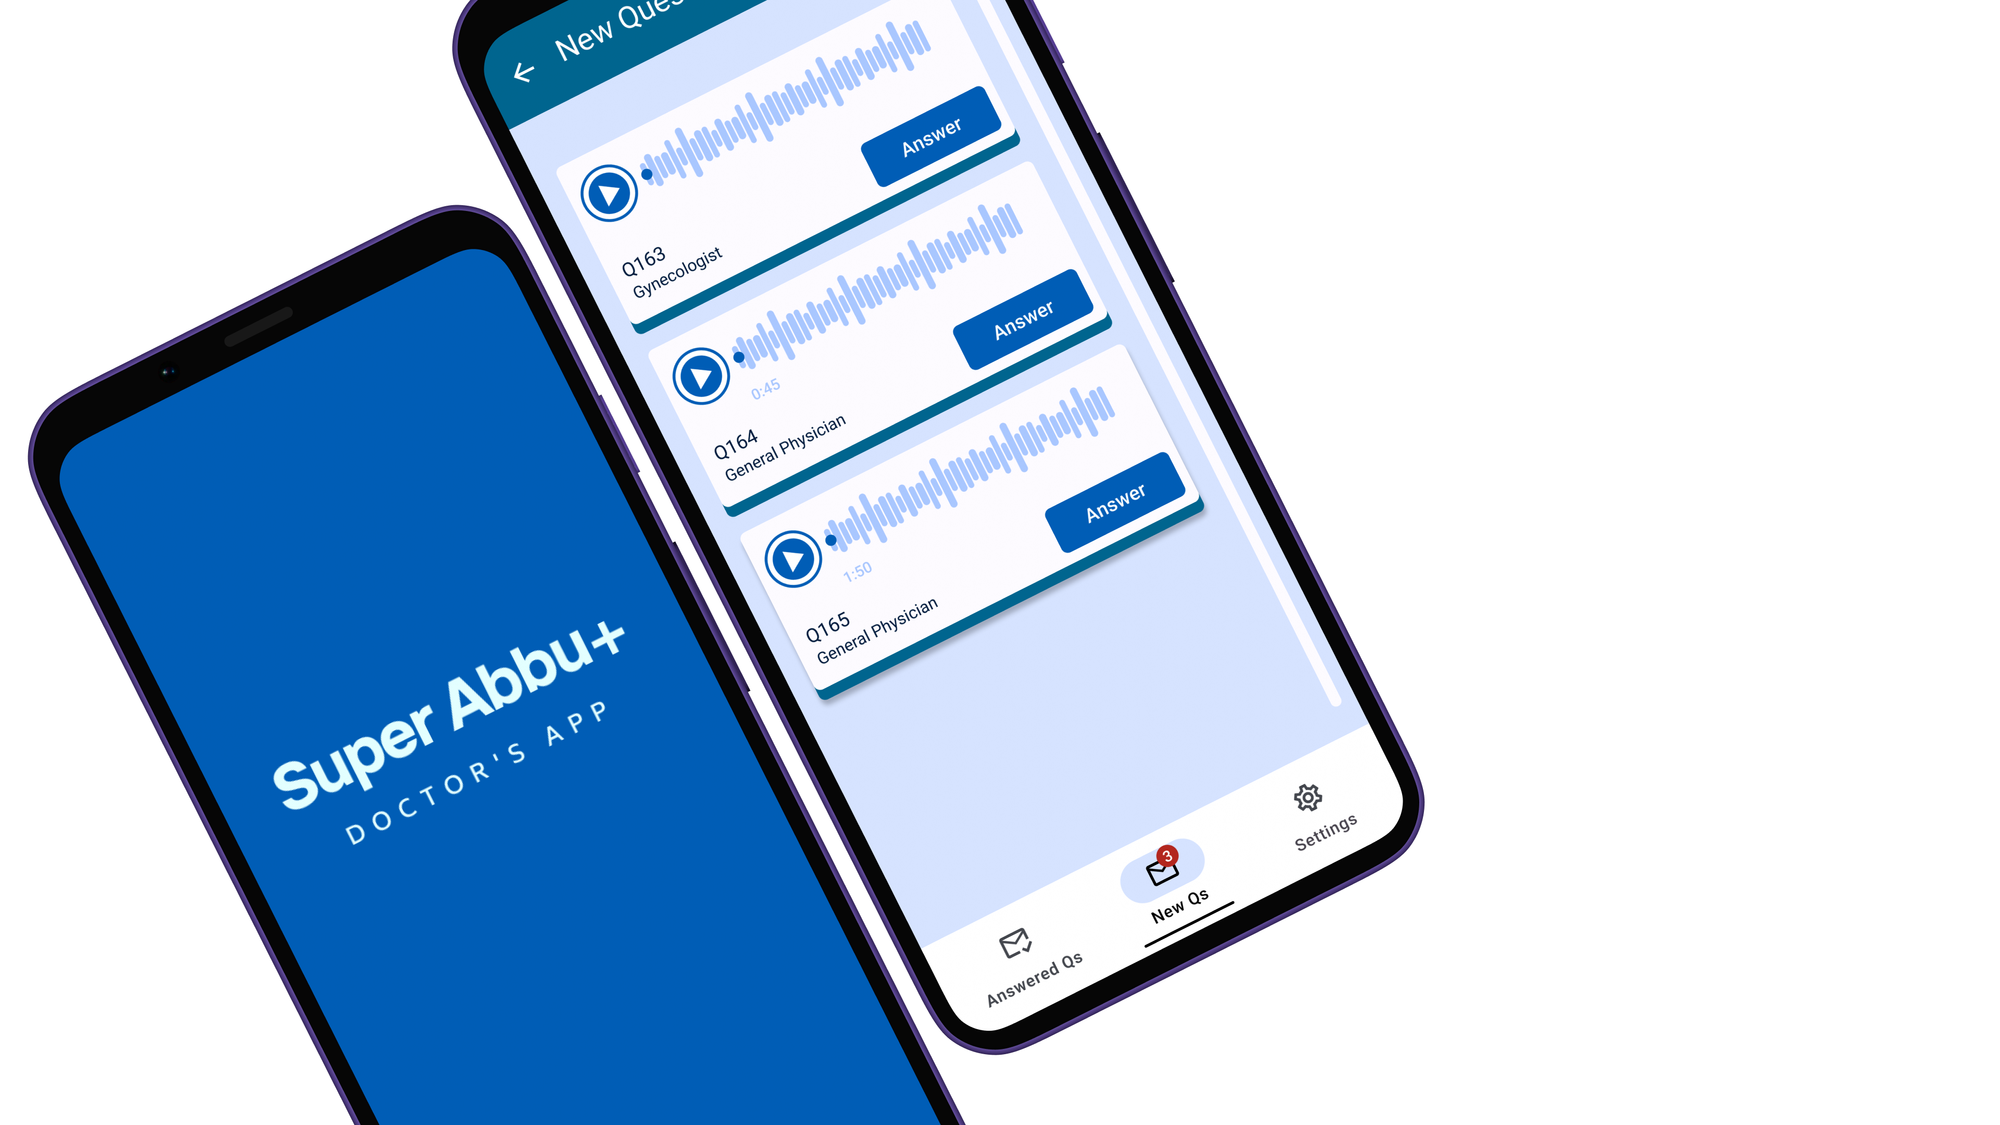 Super Abbu+
DOCTOR'S APP
New Ques
Answer
Q163
Gynecologist
0:45
Answer
Q164
General Physician
1:50
Answer
Q165
General Physician
Answered Qs
3
New Qs
Settings